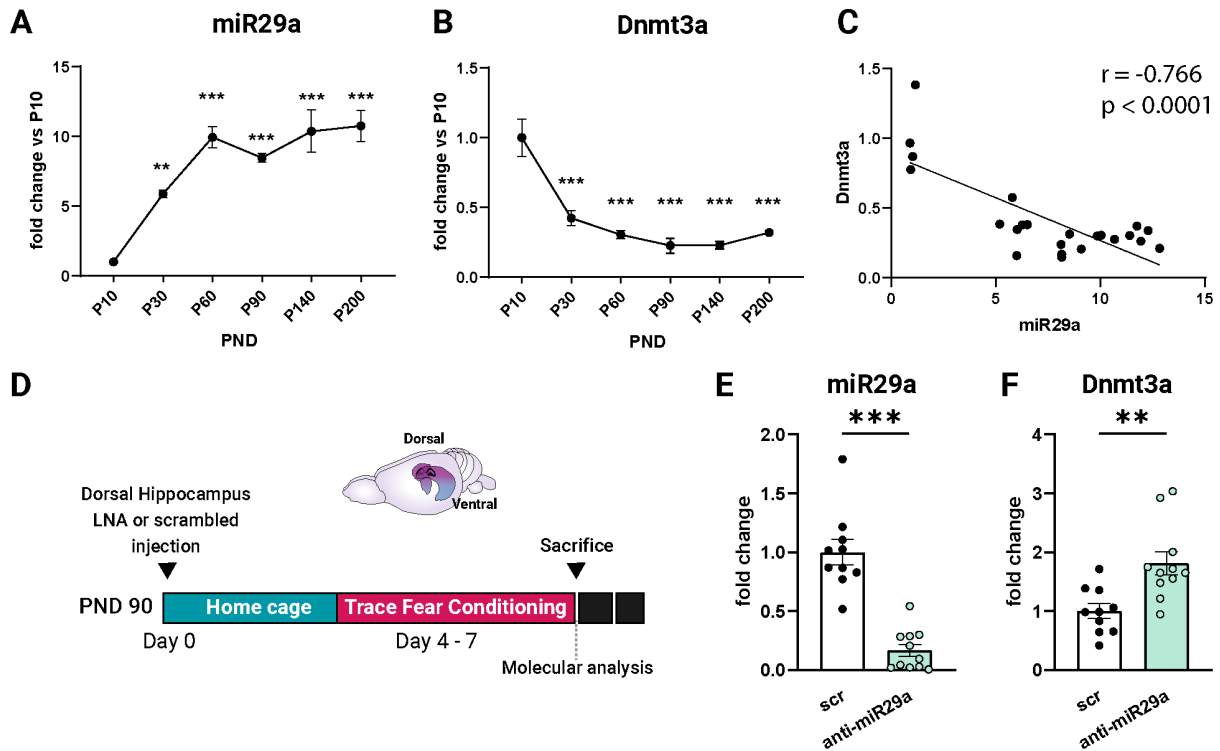 A
miR29a
fold change vs P10
15
10
5
0
**
***
***
***
***
P10
P30
P60
P90
P140
P200
PND
B
Dnmt3a
fold change vs P10
1.5
1.0
0.5
0.0
***
***
***
***
***
P10
P30
P60
P90
P140
P200
PND
C
r = -0.766
p < 0.0001
Dnmt3a
1.5
1.0
0.5
0.0
0
5
10
15
miR29a
D
Dorsal
Ventral
Dorsal Hippocampus
LNA or scrambled
injection
Sacrifice
PND 90
Home cage
Trace Fear Conditioning
Day 0
Day 4 - 7
Molecular analysis
E
miR29a
***
fold change
2.0
1.5
1.0
0.5
0.0
scr
anti-miR29a
F
Dnmt3a
**
fold change
4
3
2
1
0
scr
anti-miR29a